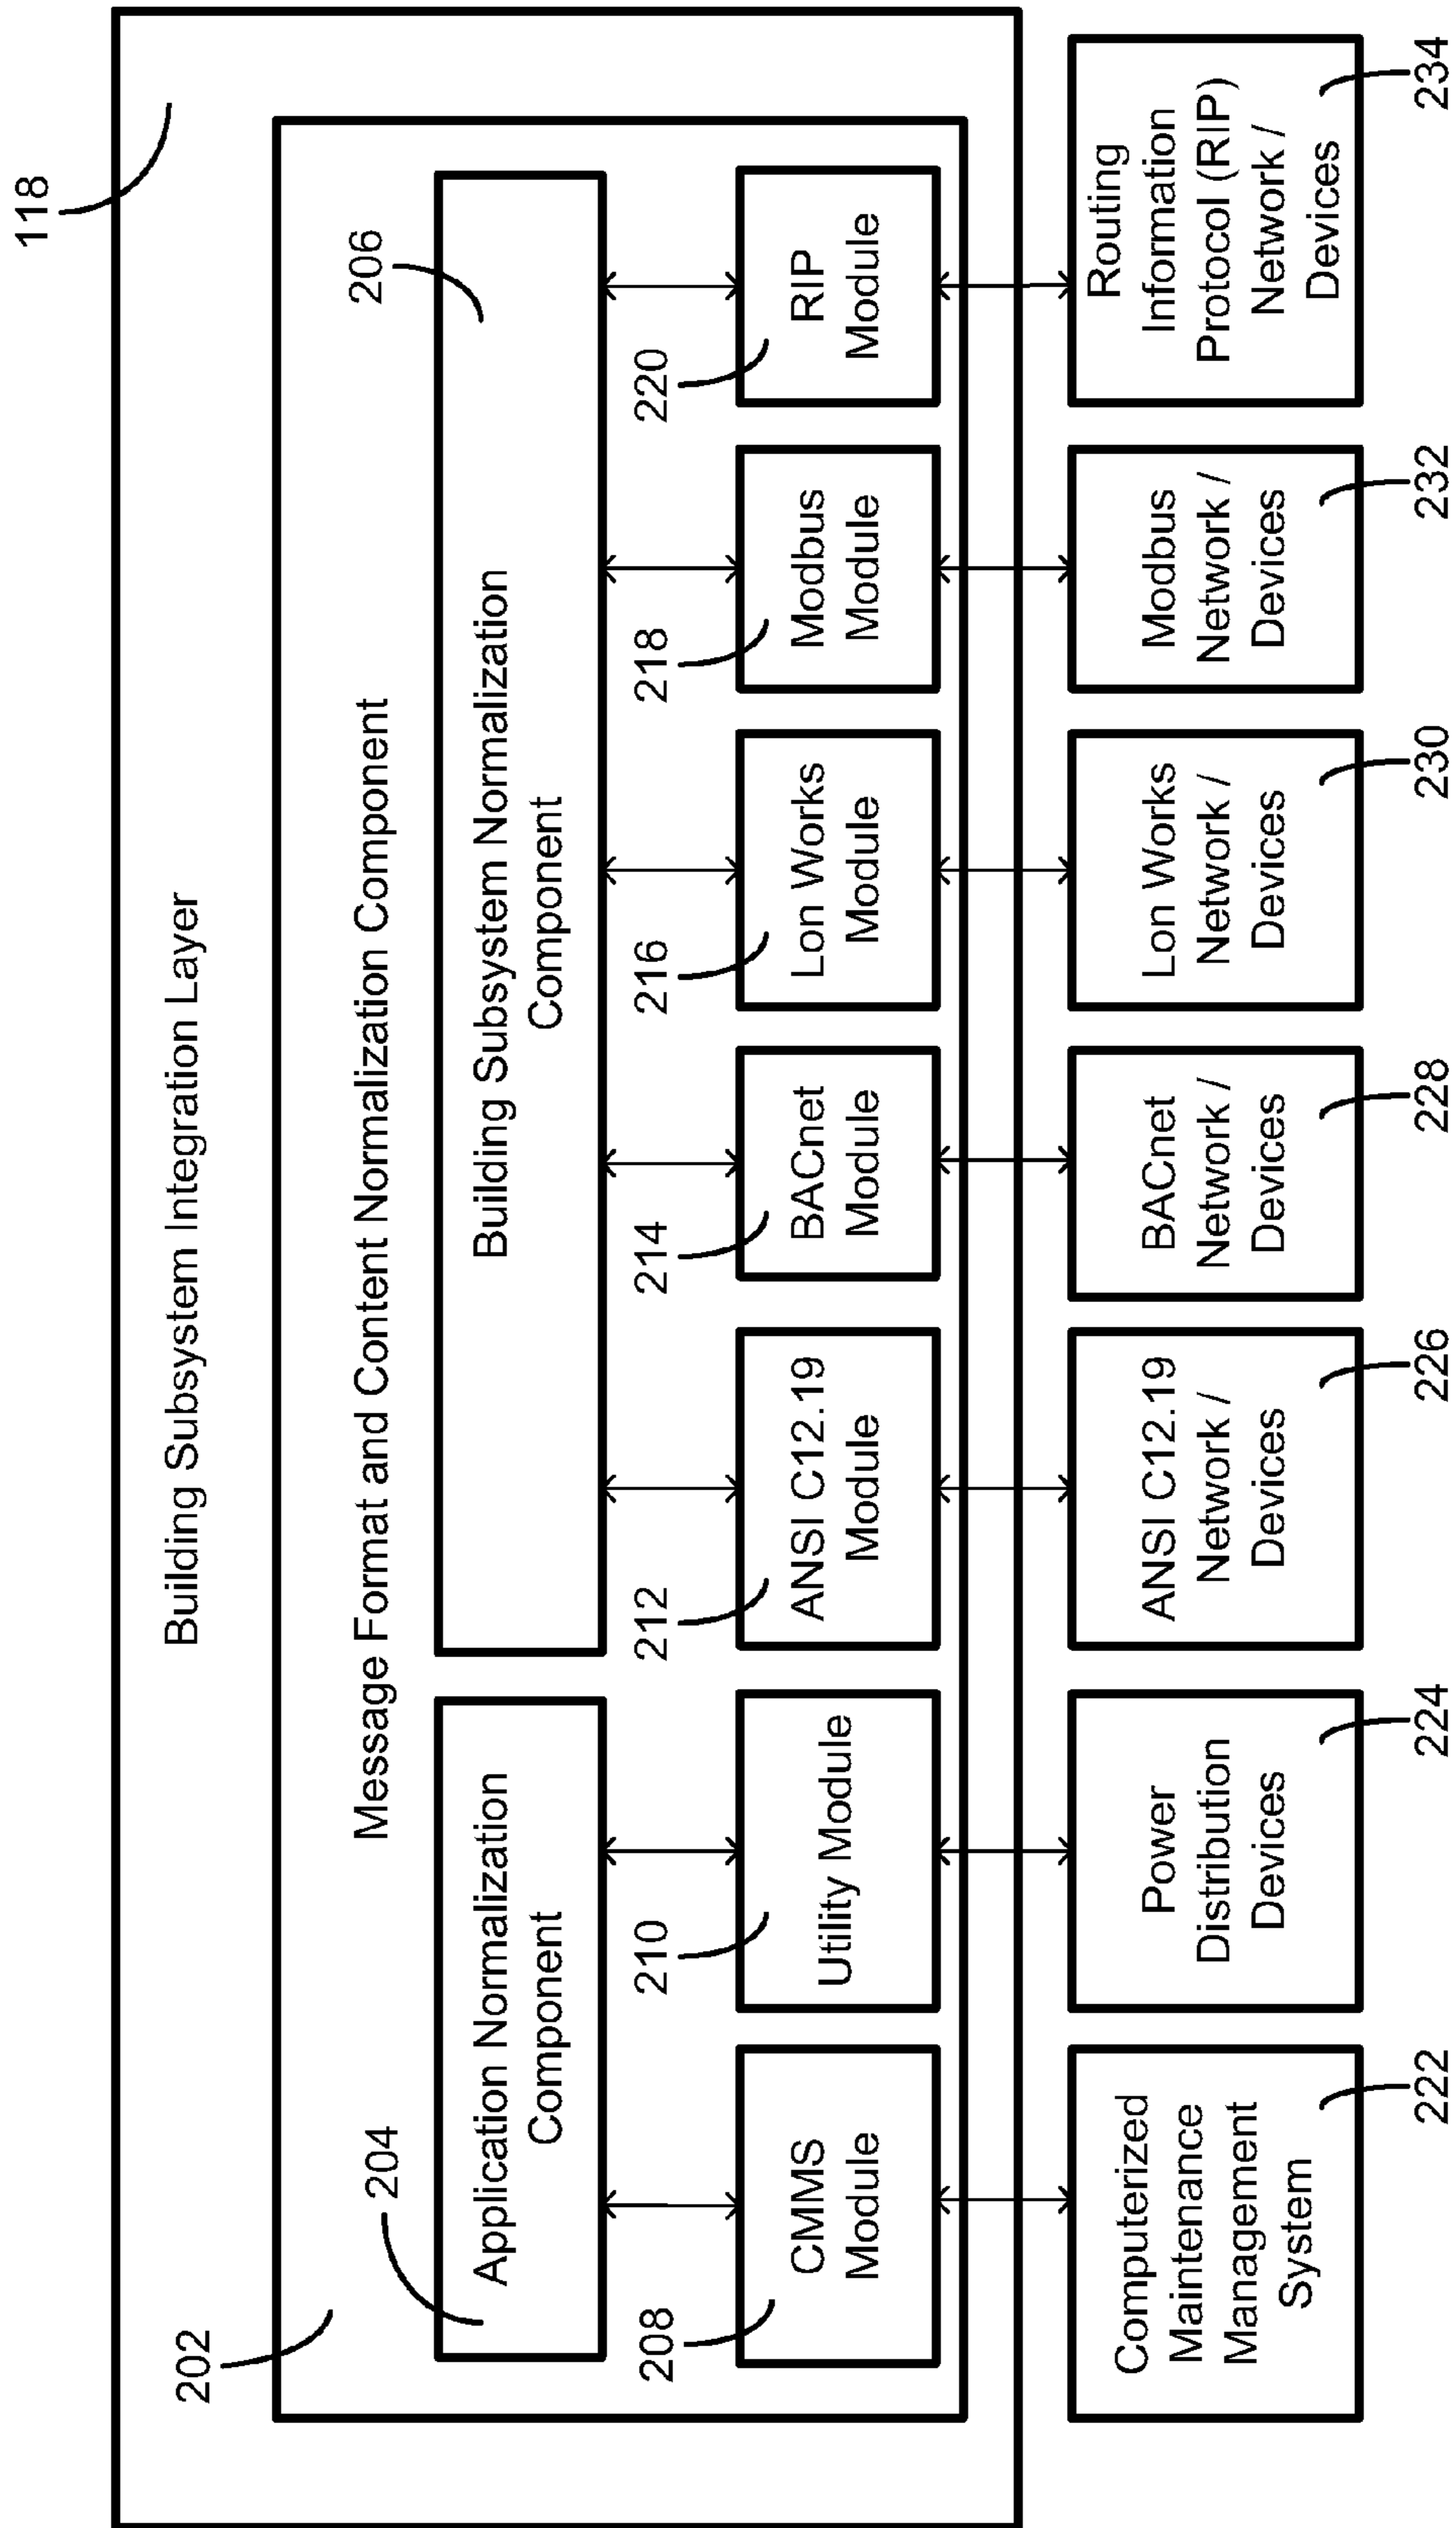 118
Building Subsystem Integration Layer
202
Message Format and Content Normalization Component
204
Application Normalization
Component
206
Building Subsystem Normalization
Component
208
CMMS
Module
210
Utility Module
212
ANSI C12.19
Module
214
BACnet
Module
216
Lon Works
Module
218
Modbus
Module
220
RIP
Module
Computerized
Maintenance
Management
System
222
Power
Distribution
Devices
224
ANSI C12.19
Network /
Devices
226
BACnet
Network /
Devices
228
Lon Works
Network /
Devices
230
Modbus
Network /
Devices
232
Routing
Information
Protocol (RIP)
Network /
Devices
234